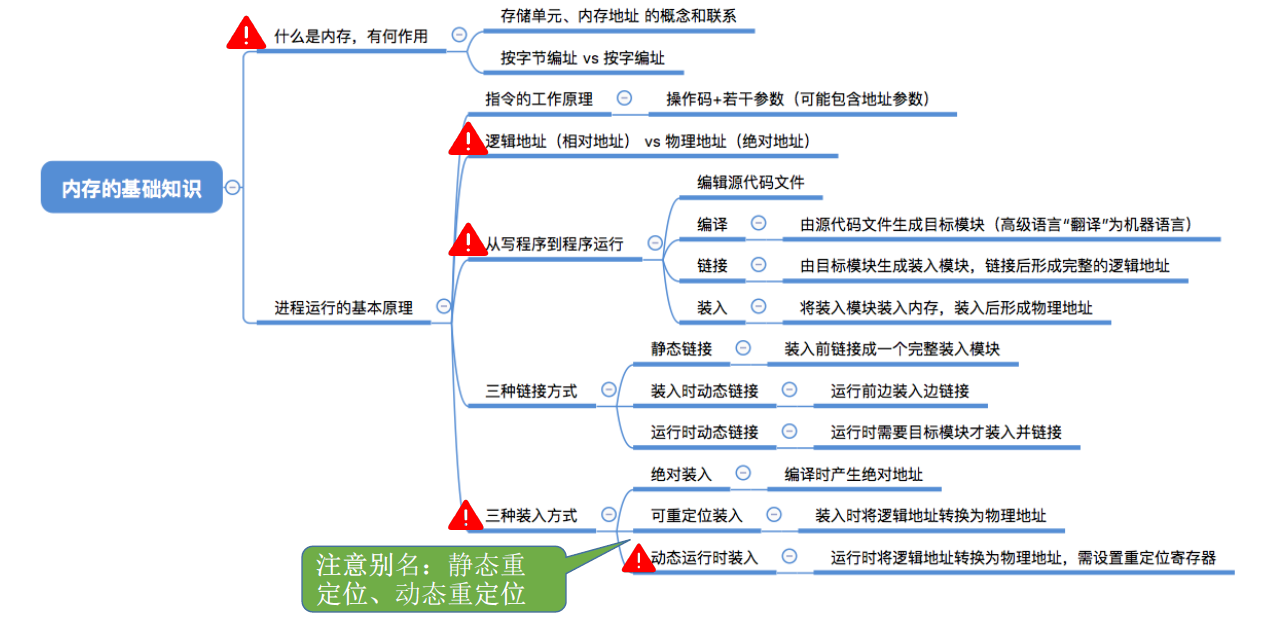 内存的基础知识
什么是内存，有何作用
存储单元、内存地址 的概念和联系
按字节编址 vs 按字编址
进程运行的基本原理
指令的工作原理
操作码+若干参数（可能包含地址参数）
逻辑地址（相对地址） vs 物理地址（绝对地址）
从写程序到程序运行
编辑源代码文件
编译
由源代码文件生成目标模块（高级语言“翻译”为机器语言）
链接
由目标模块生成装入模块，链接后形成完整的逻辑地址
装入
将装入模块装入内存，装入后形成物理地址
三种链接方式
静态链接
装入前链接成一个完整装入模块
装入时动态链接
运行前边装入边链接
运行时动态链接
运行时需要目标模块才装入并链接
三种装入方式
绝对装入
编译时产生绝对地址
可重定位装入
装入时将逻辑地址转换为物理地址
动态运行时装入
运行时将逻辑地址转换为物理地址，需设置重定位寄存器
注意别名：静态重
定位、动态重定位